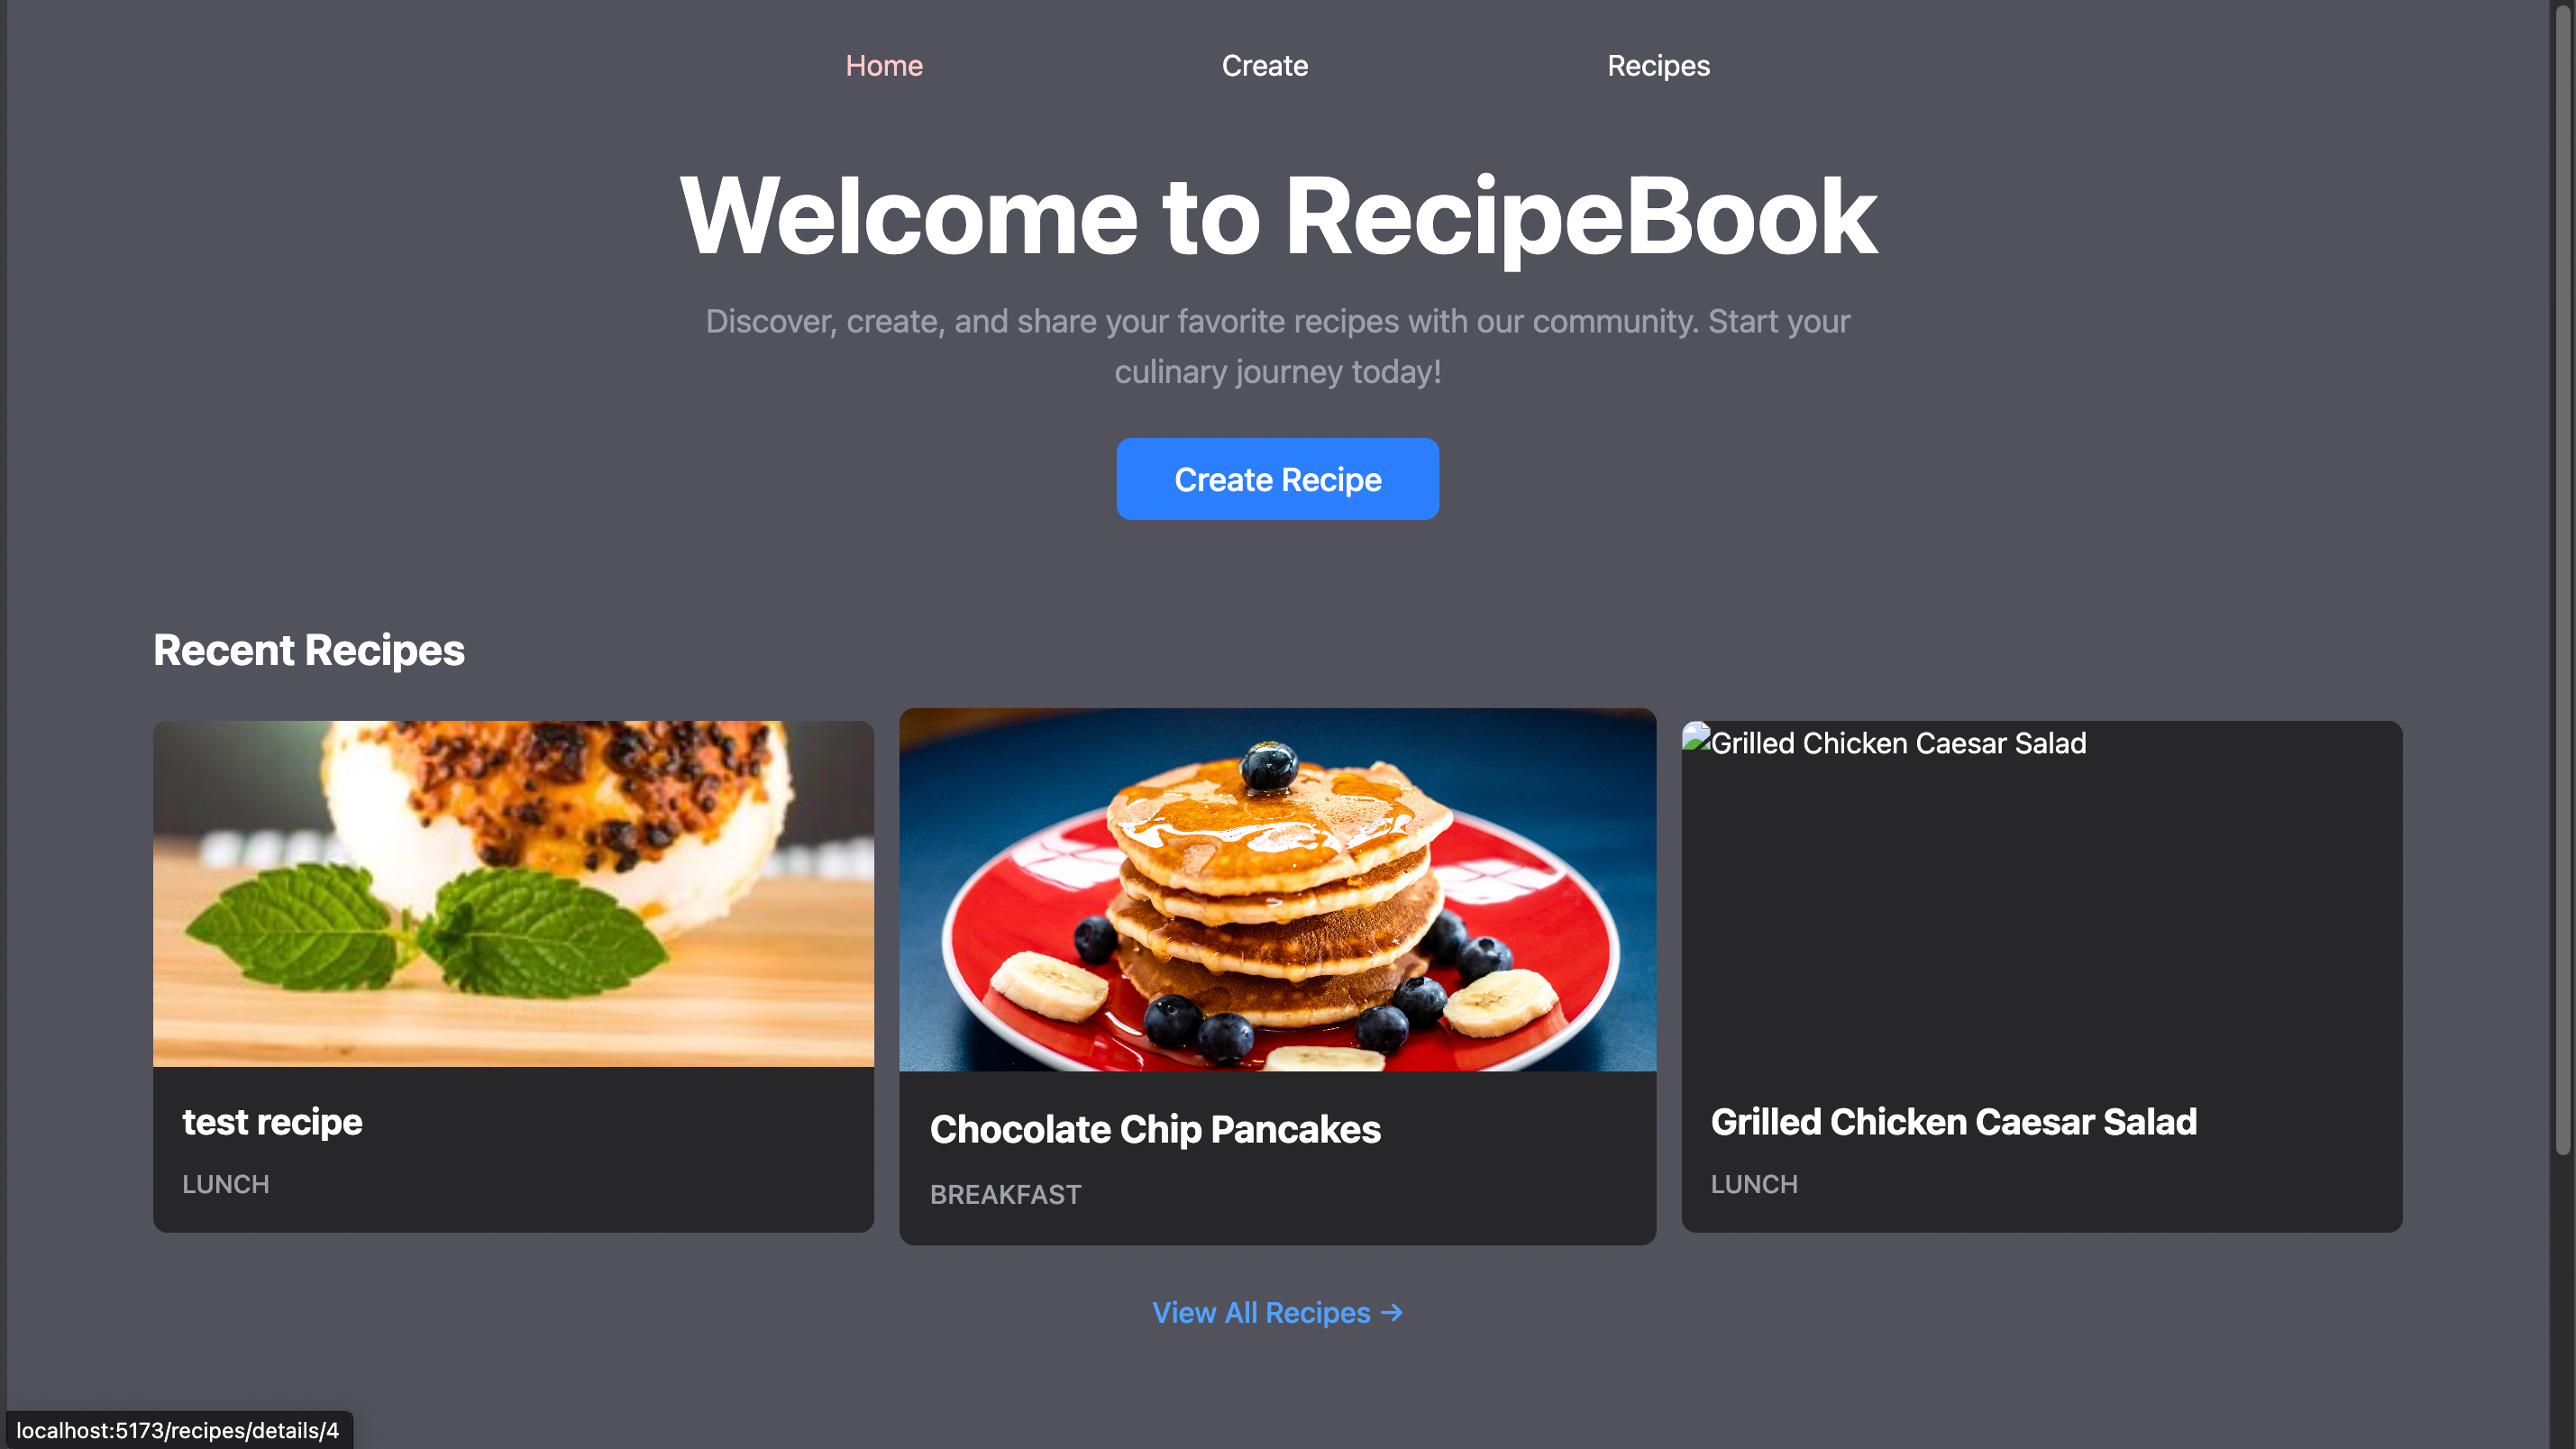 Home
Create
Recipes
Welcome to RecipeBook
Discover, create, and share your favorite recipes with our community. Start your
culinary journey today!
Create Recipe
Recent Recipes
test recipe
LUNCH
Chocolate Chip Pancakes
BREAKFAST
Grilled Chicken Caesar Salad
Grilled Chicken Caesar Salad
LUNCH
View All Recipes →
localhost:5173/recipes/details/4